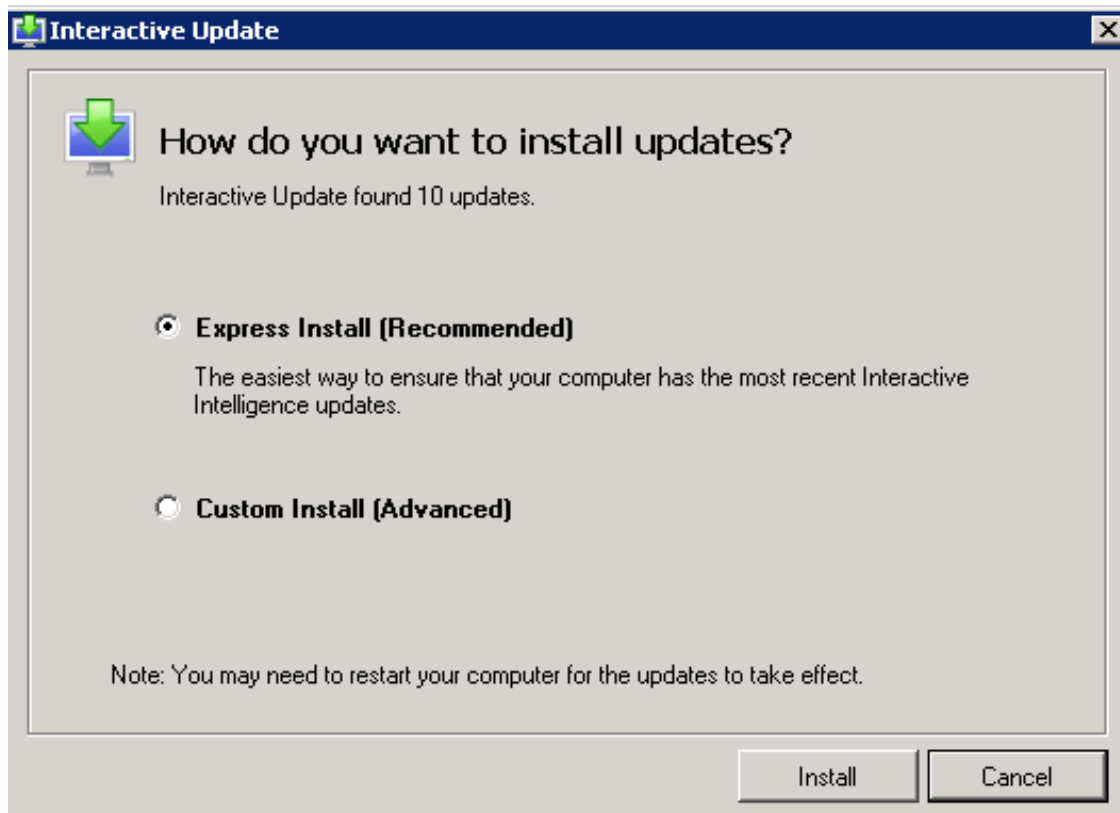 Interactive Update
How do you want to install updates?
Interactive Update found 10 updates.
Express Install (Recommended)
The easiest way to ensure that your computer has the most recent Interactive
Intelligence updates.
Custom Install (Advanced)
Note: You may need to restart your computer for the updates to take effect.
Install
Cancel